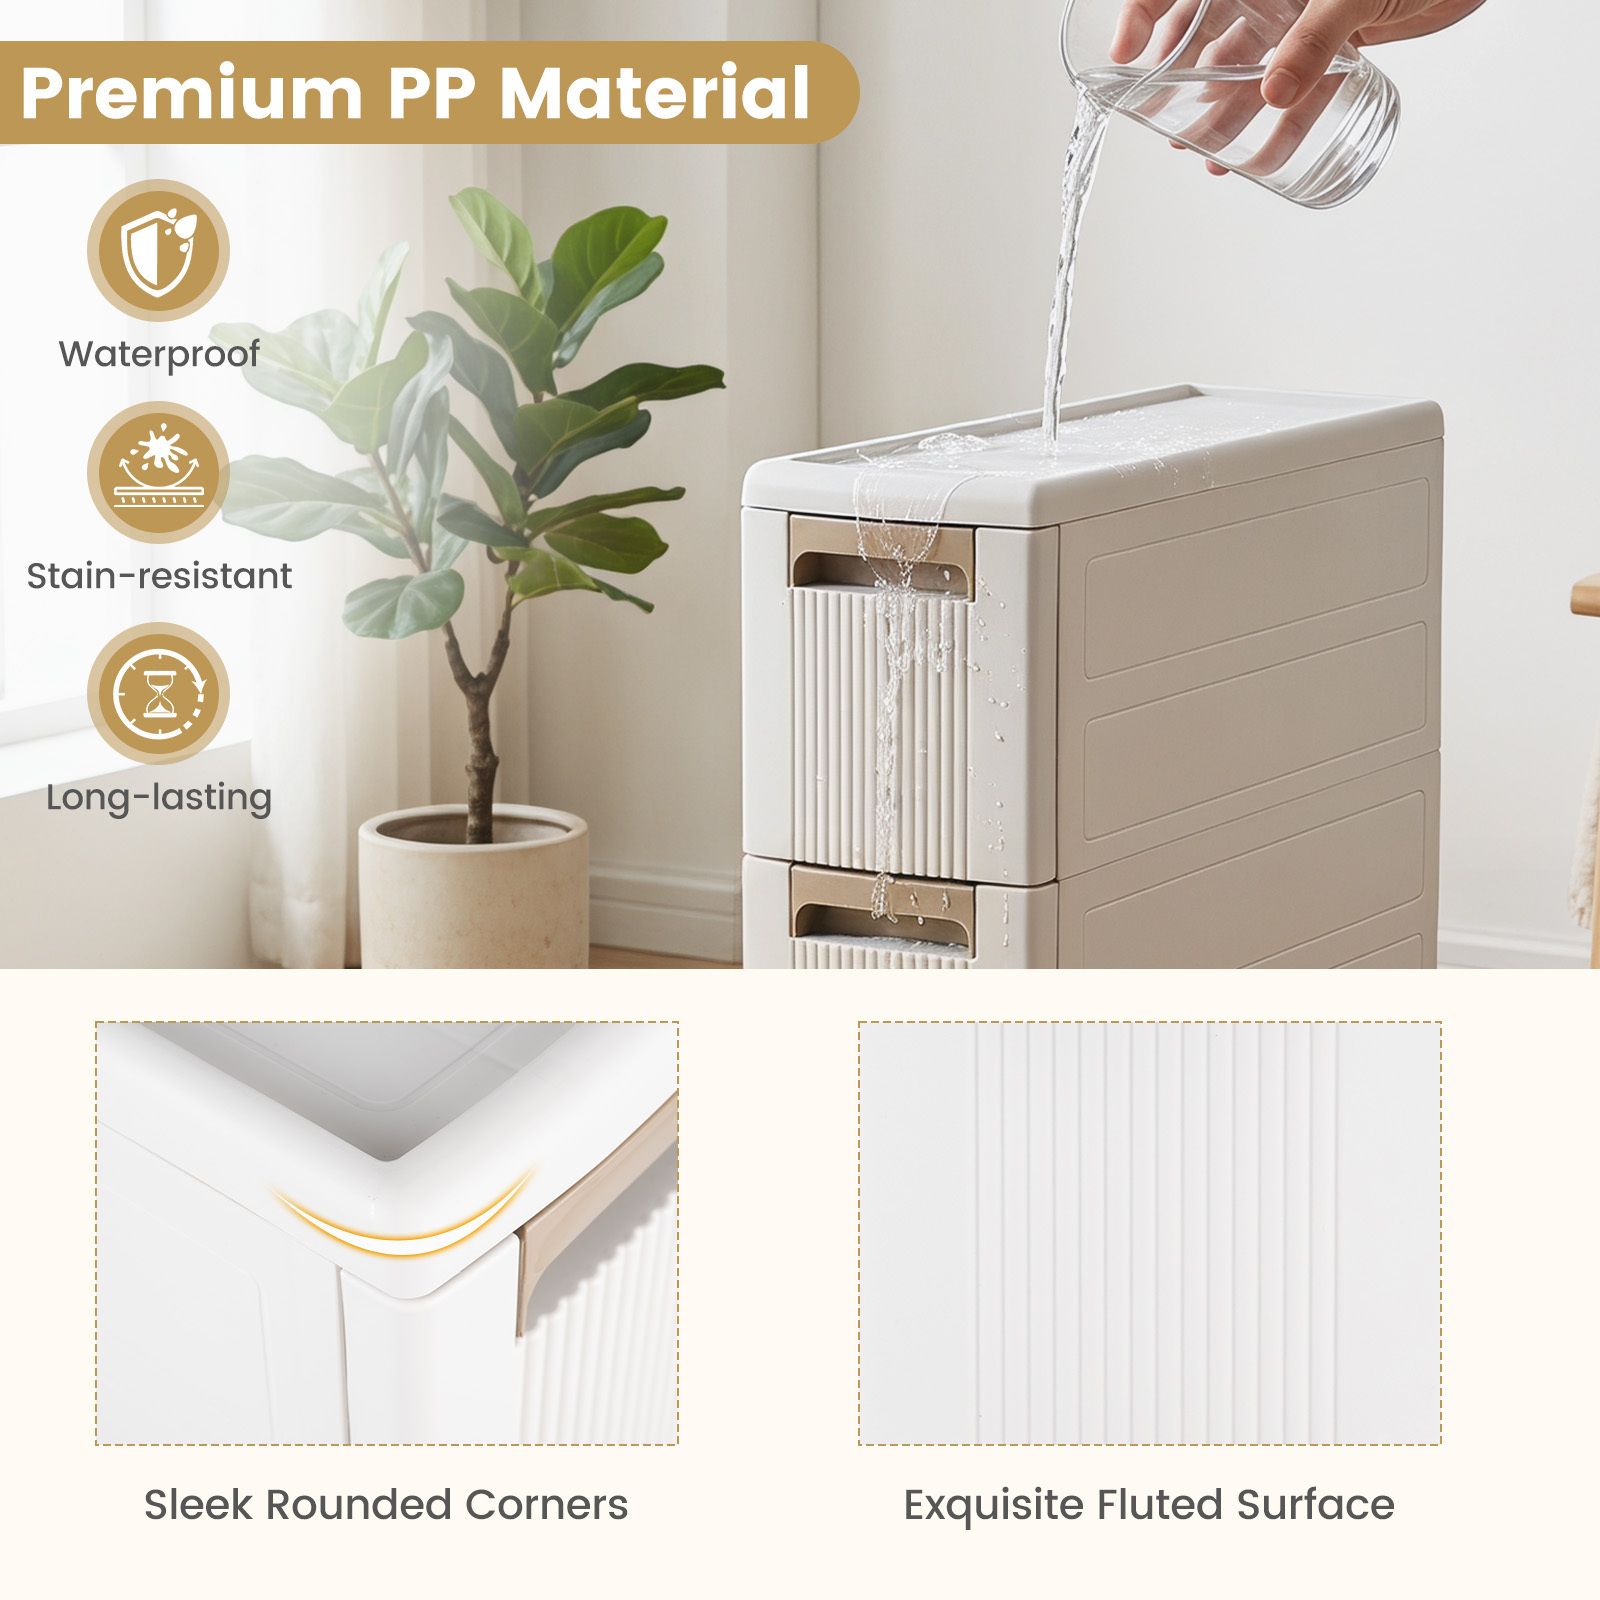 Premium PP Material
Waterproof
Stain-resistant
Long-lasting
Sleek Rounded Corners
Exquisite Fluted Surface